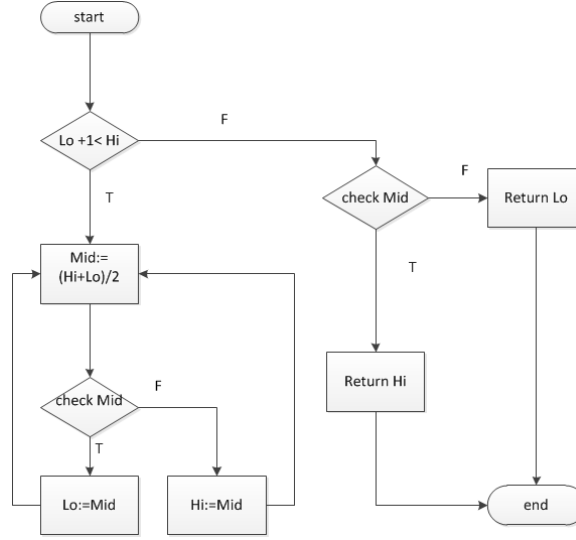 start
Lo +1< Hi
F
T
check Mid
F
Return Lo
T
Mid:=
(Hi+Lo)/2
Return Hi
check Mid
F
T
Lo:=Mid
Hi:=Mid
end